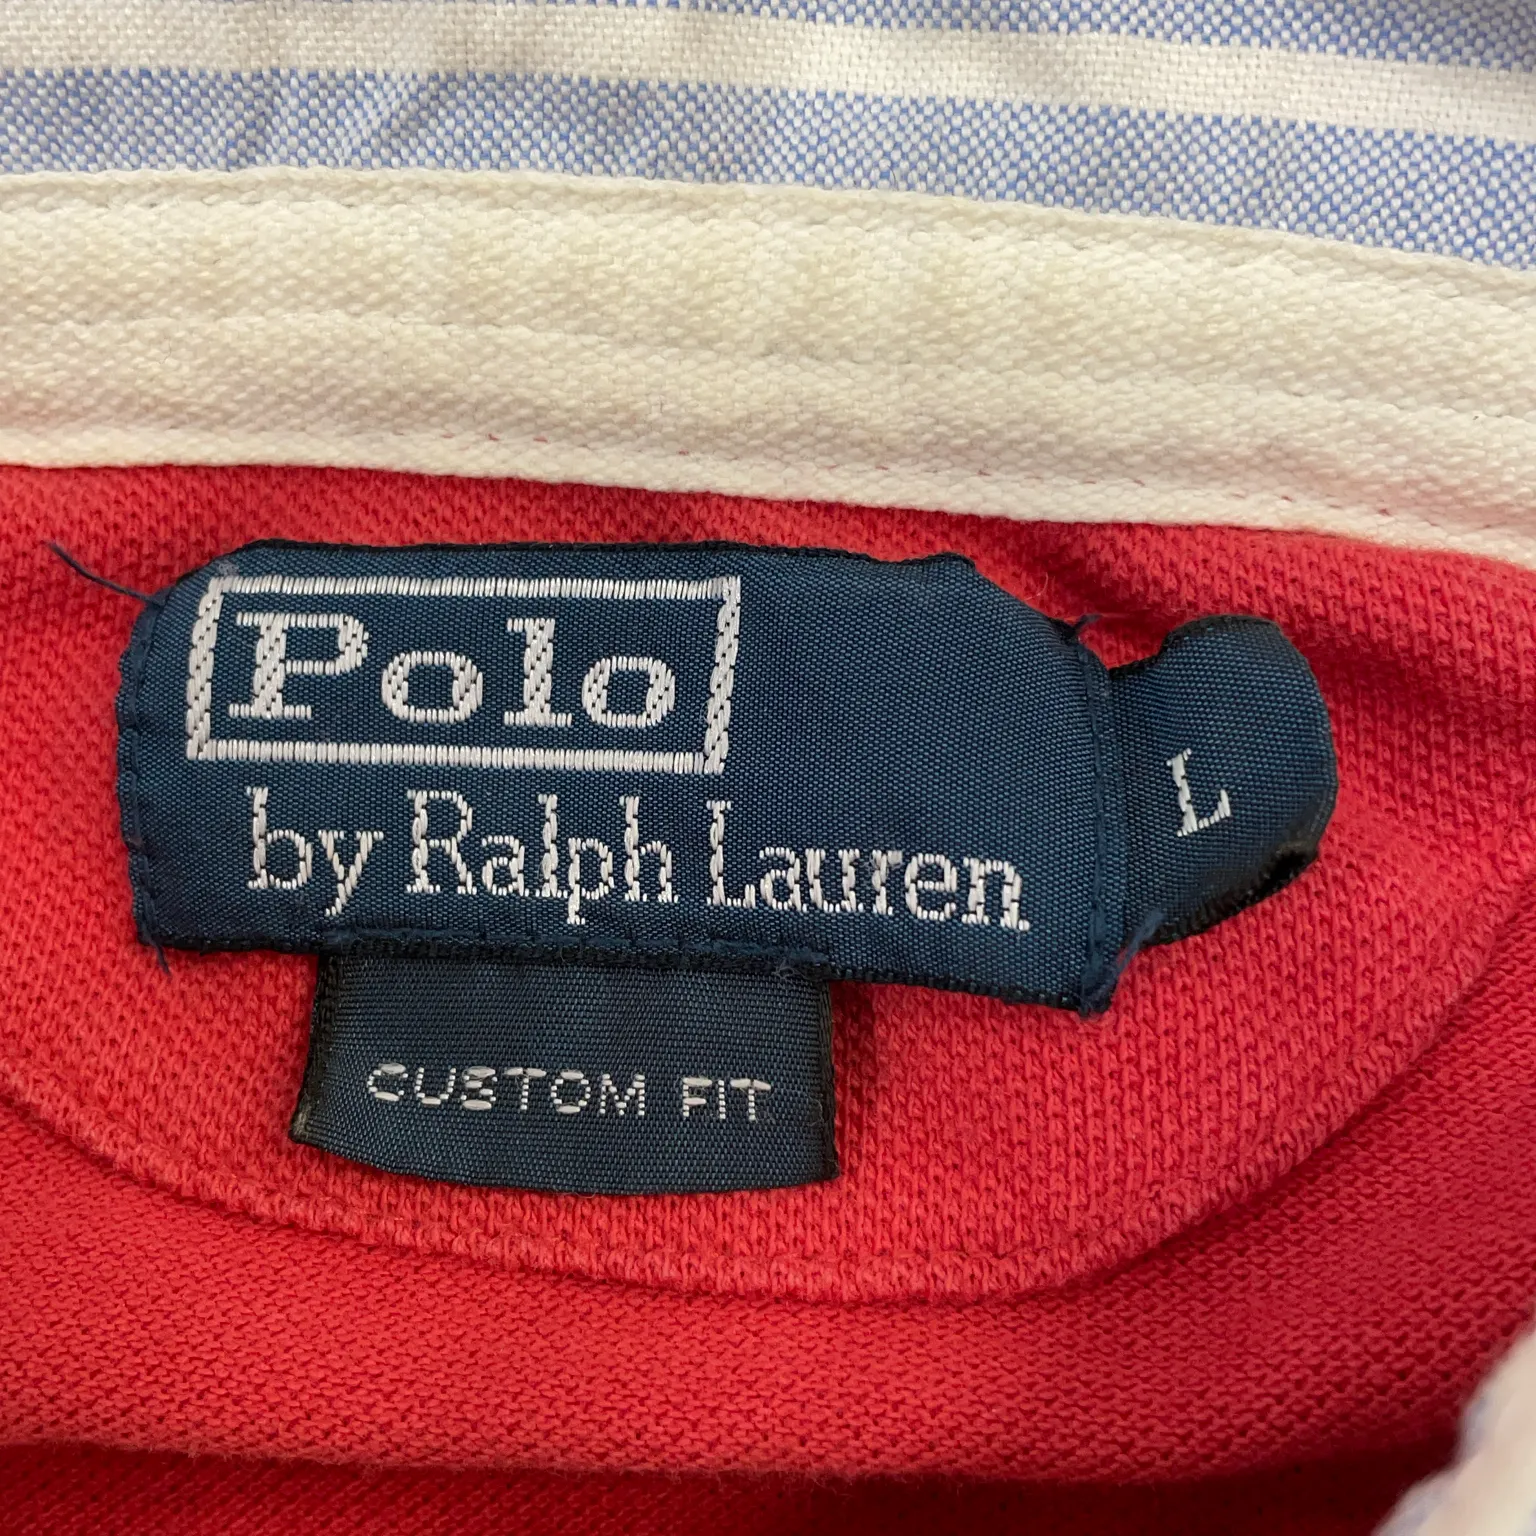 Polo
by Ralph Lauren
L
CUSTOM FIT